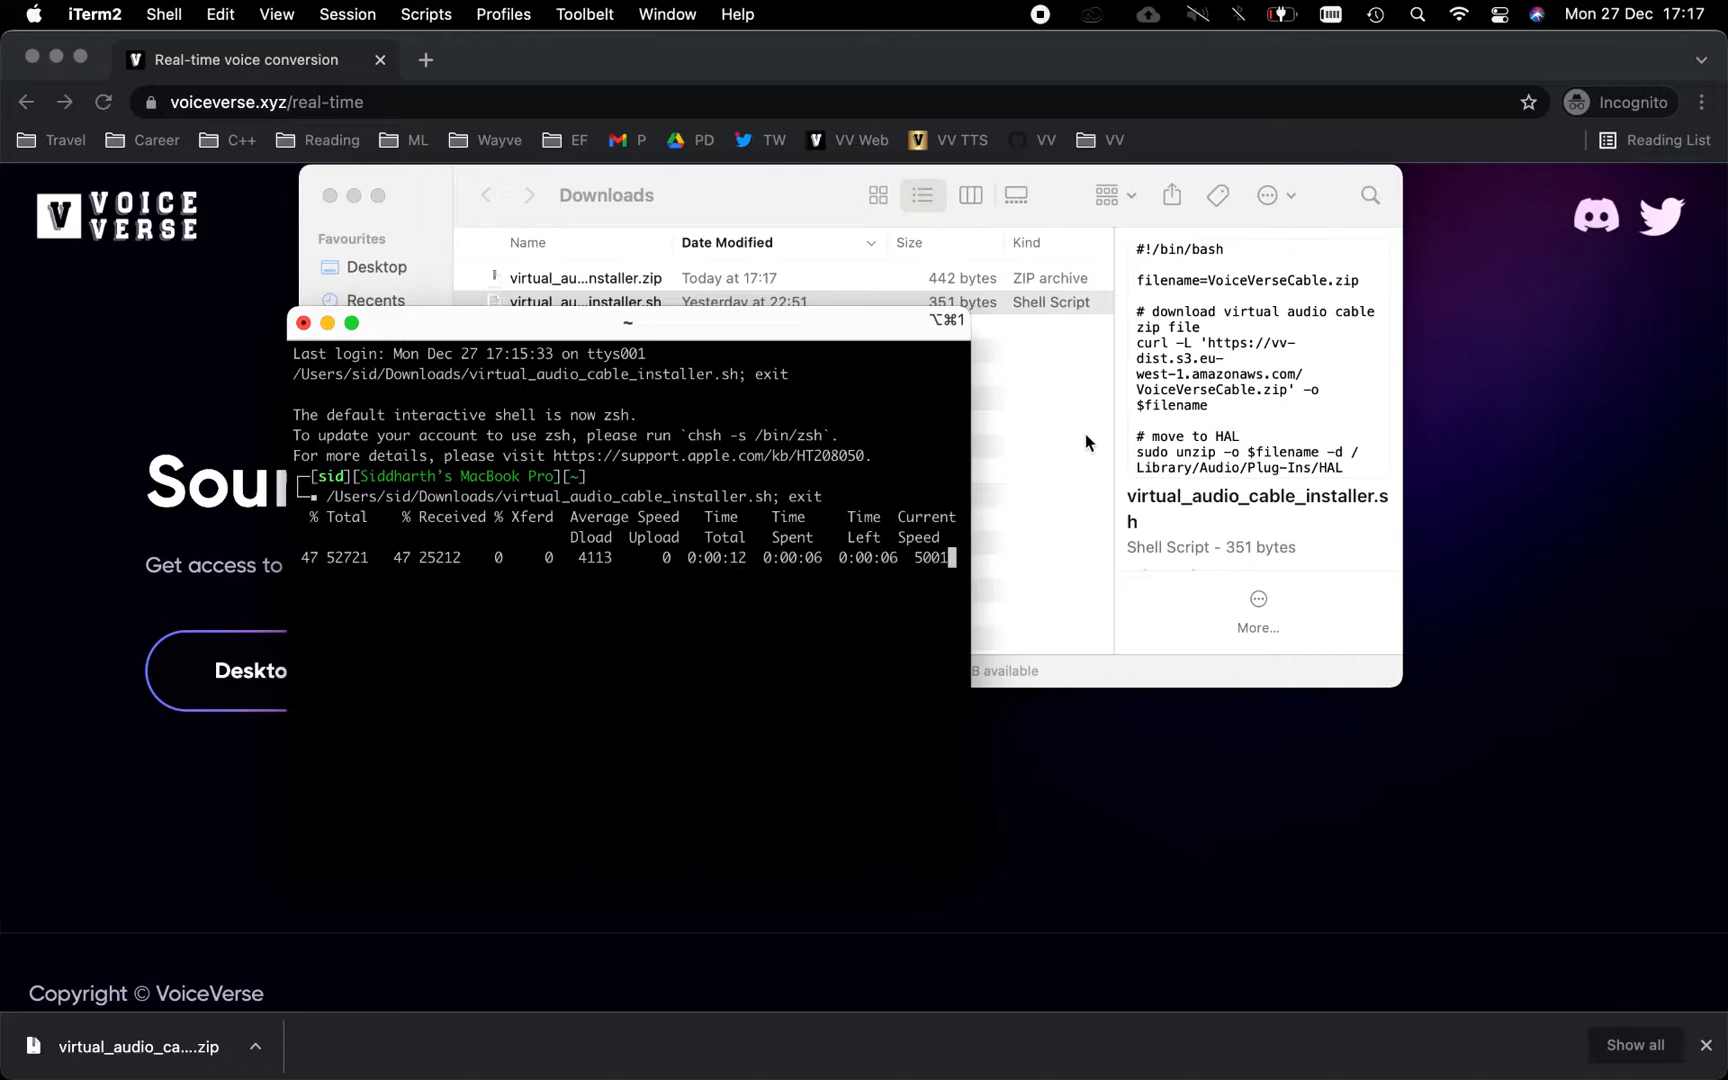 iTerm2 Shell Edit View Session Scripts Profiles Toolbelt Window Help Mon 27 Dec 17:17
Real-time voice conversion
voiceverse.xyz/real-time Incognito
Travel Career C++ Reading ML Wayve EF P PD TW VV Web VV TTS VV VV Reading List
V VOICE
VERSE
Downloads
Favourites
Desktop
Recents
Name Date Modified Size Kind
virtual_au...nstaller.zip Today at 17:17 442 bytes ZIP archive
virtual_au...installer.sh Yesterday at 22:51 351 bytes Shell Script
#!/bin/bash
filename=VoiceVerseCable.zip
# download virtual audio cable
zip file
curl -L 'https://vv-
dist.s3.eu-
west-1.amazonaws.com/
VoiceVerseCable.zip' -o
$filename
# move to HAL
sudo unzip -o $filename -d /
Library/Audio/Plug-Ins/HAL
virtual_audio_cable_installer.s
h
Shell Script - 351 bytes
More...
B available
~ ⌥⌘1
Last login: Mon Dec 27 17:15:33 on ttys001
/Users/sid/Downloads/virtual_audio_cable_installer.sh; exit
The default interactive shell is now zsh.
To update your account to use zsh, please run `chsh -s /bin/zsh`.
For more details, please visit https://support.apple.com/kb/HT208050.
┌─[sid][Siddharth's MacBook Pro][~]
└─▪ /Users/sid/Downloads/virtual_audio_cable_installer.sh; exit
% Total % Received % Xferd Average Speed Time Time Time Current
Dload Upload Total Spent Left Speed
47 52721 47 25212 0 0 4113 0 0:00:12 0:00:06 0:00:06 5001
Sour
Get access to
Deskto
Copyright © VoiceVerse
virtual_audio_ca....zip Show all